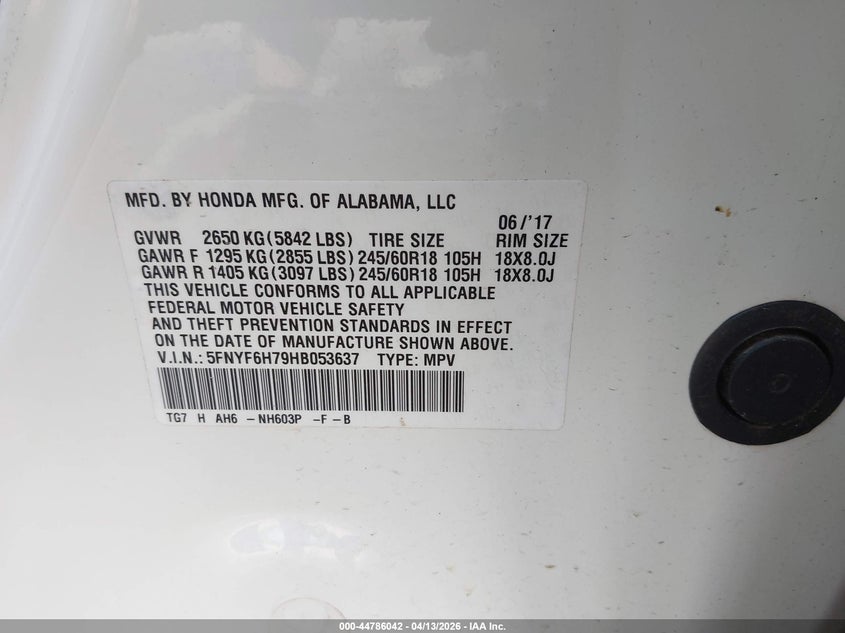 MFD. BY HONDA MFG. OF ALABAMA, LLC
06/'17
GVWR 2650 KG(5842 LBS) TIRE SIZE RIM SIZE
GAWR F 1295 KG(2855 LBS) 245/60R18 105H 18X8.0J
GAWR R 1405 KG(3097 LBS) 245/60R18 105H 18X8.0J
THIS VEHICLE CONFORMS TO ALL APPLICABLE
FEDERAL MOTOR VEHICLE SAFETY
AND THEFT PREVENTION STANDARDS IN EFFECT
ON THE DATE OF MANUFACTURE SHOWN ABOVE.
V.I.N.: 5FNYF6H79HB053637 TYPE: MPV
TG7 H AH6 -NH603P -F-B
000-44786042 - 04/13/2026 - IAA Inc.